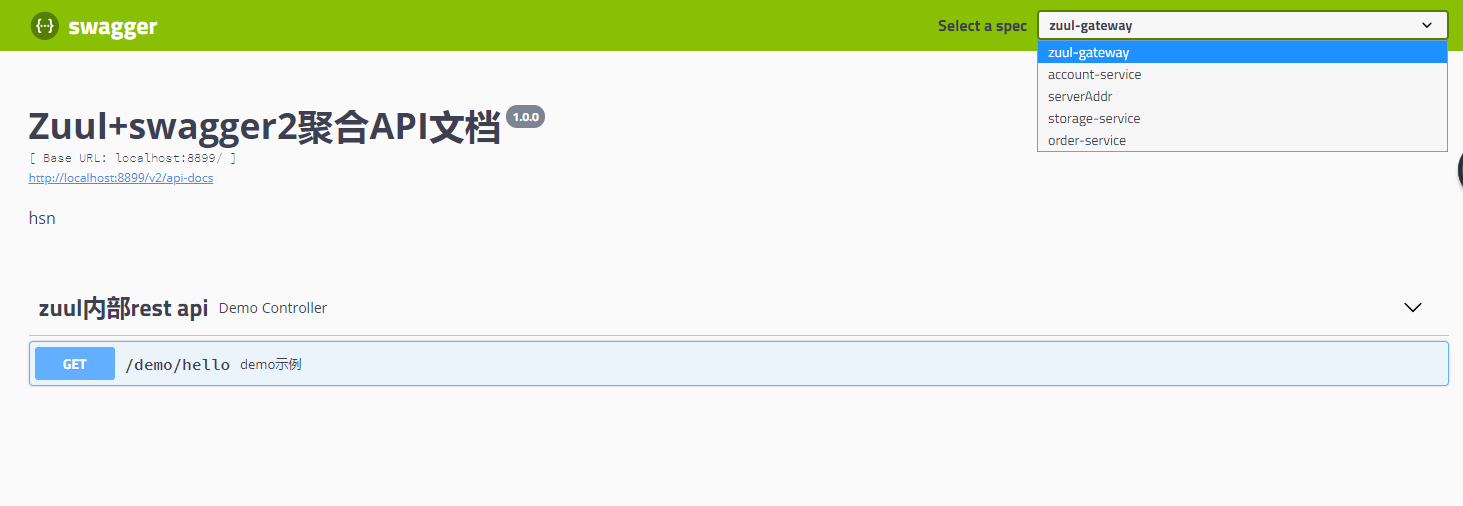 swagger
Select a spec
zuul-gateway
zuul-gateway
account-service
serverAddr
storage-service
order-service
Zuul+swagger2聚合API文档 1.0.0
[ Base URL: localhost:8899/ ]
http://localhost:8899/v2/api-docs
hsn
zuul内部rest api Demo Controller
GET /demo/hello demo示例